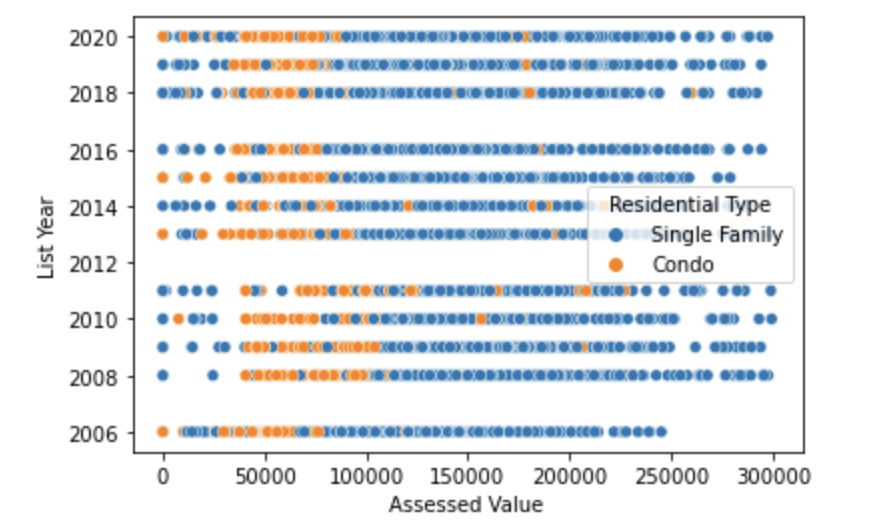 2020
2018
2016
2014
2012
2010
2008
2006
List Year
Residential Type
Single Family
Condo
0 50000 100000 150000 200000 250000 300000
Assessed Value